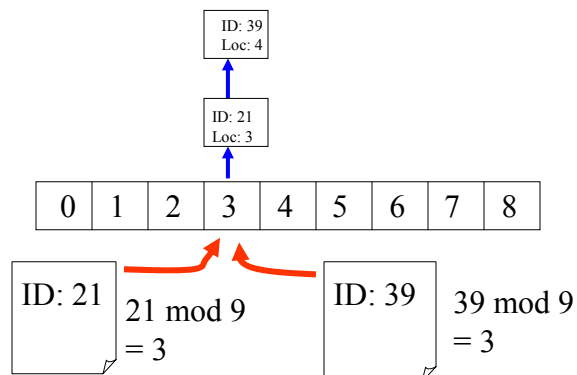 ID: 39
Loc: 4
ID: 21
Loc: 3
0 1 2 3 4 5 6 7 8
ID: 21
21 mod 9
= 3
ID: 39
39 mod 9
= 3